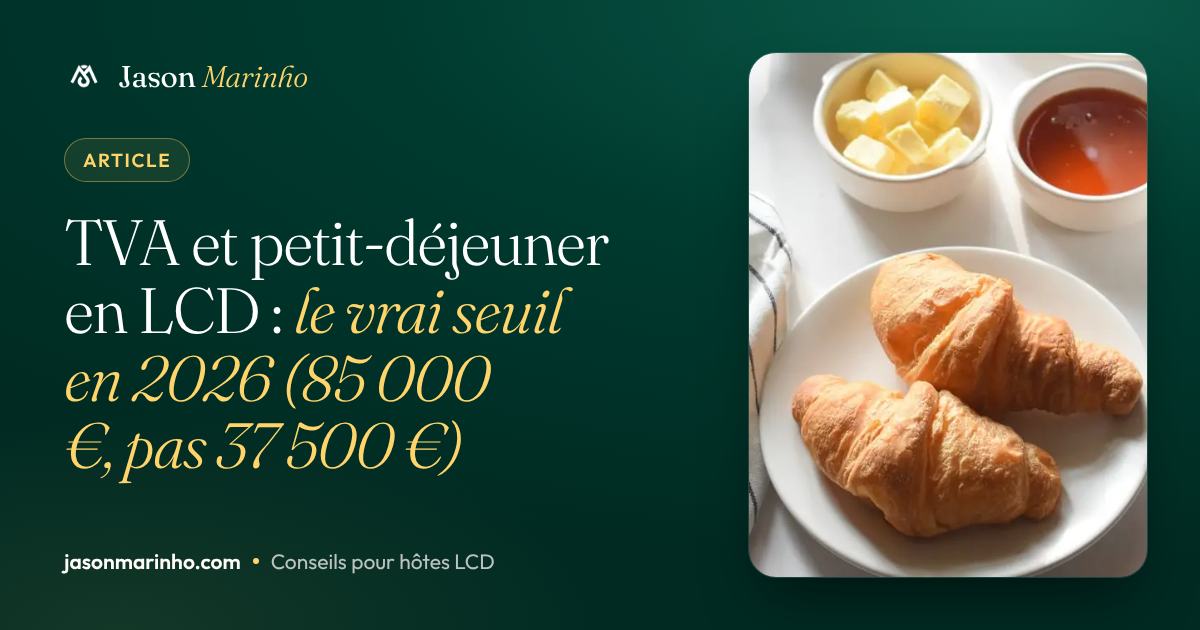 Jason Marinho
ARTICLE
TVA et petit-déjeuner
en LCD : le vrai seuil
en 2026 (85 000
€, pas 37 500 €)
jasonmarinho.com • Conseils pour hôtes LCD